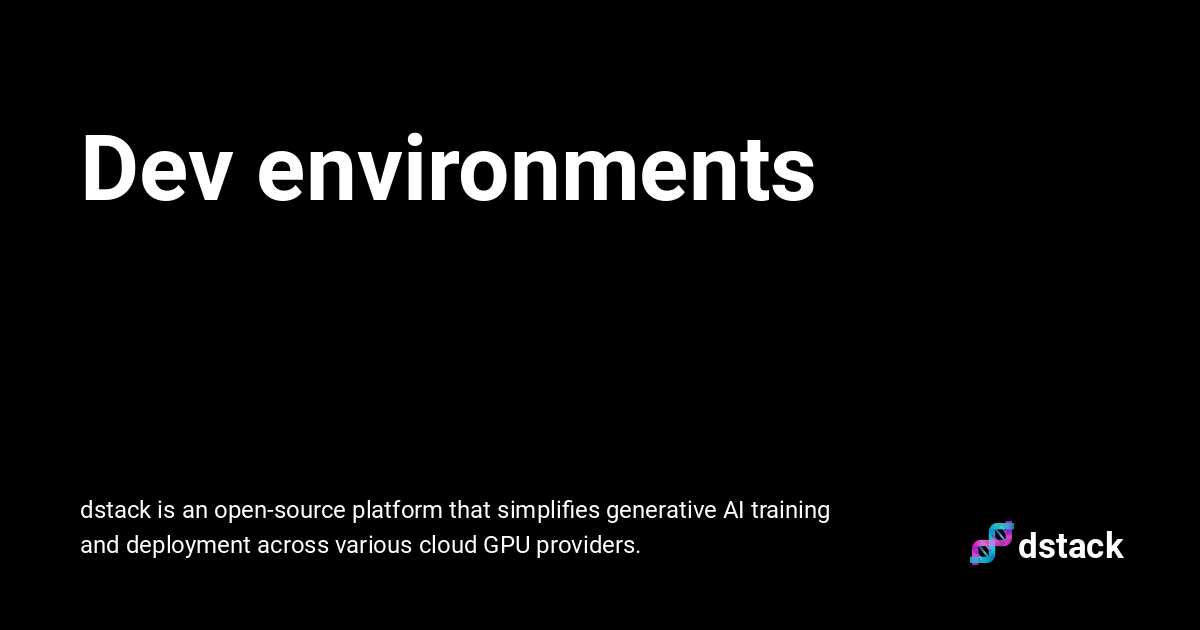 Dev environments
dstack is an open-source platform that simplifies generative AI training
and deployment across various cloud GPU providers.
dstack